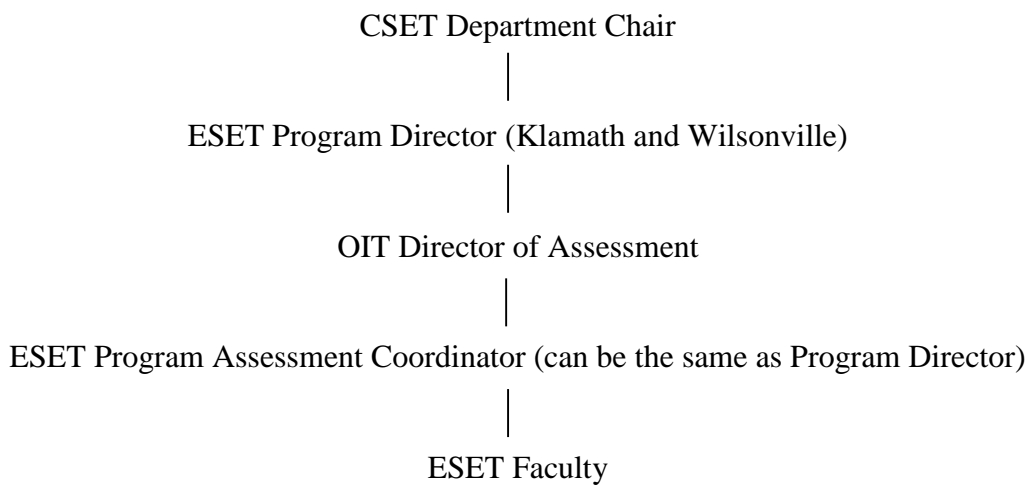 CSET Department Chair
ESET Program Director (Klamath and Wilsonville)
OIT Director of Assessment
ESET Program Assessment Coordinator (can be the same as Program Director)
ESET Faculty